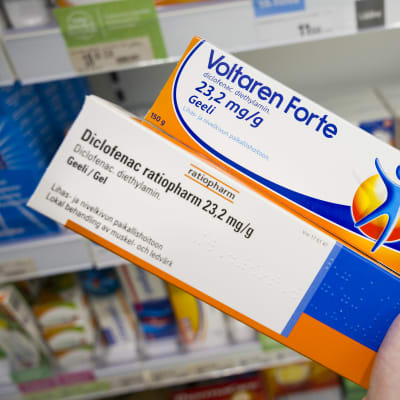 Voltaren Forte
diclofenac. diethylamin.
23,2 mg/g
Geeli
Lihas- ja nivelkivun paikallishoitoon.
150 g
Diclofenac ratiopharm 23,2 mg/g
Diclofenac. diethylamin.
Geeli / Gel
ratiopharm
Lihas- ja nivelkivun paikallishoitoon
Lokal behandling av muskel- och ledvärk